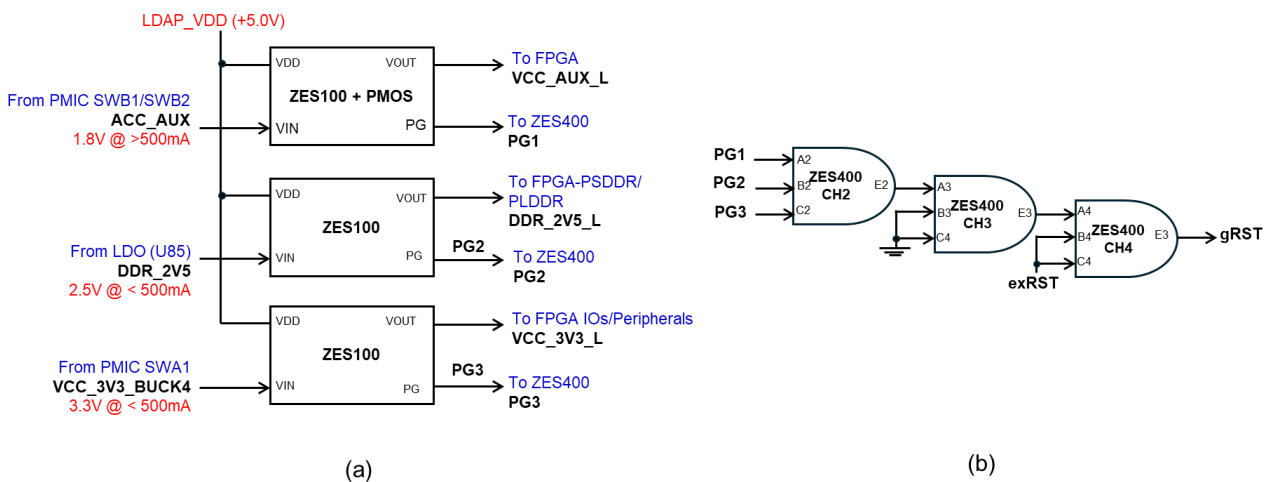 LDAP_VDD (+5.0V)
VDD
VOUT
ZES100 + PMOS
VIN
PG
From PMIC SWB1/SWB2
ACC_AUX
1.8V @ >500mA
To FPGA
VCC_AUX_L
To ZES400
PG1
VDD
VOUT
ZES100
VIN
PG
From LDO (U85)
DDR_2V5
2.5V @ < 500mA
To FPGA-PSDDR/
PLDDR
DDR_2V5_L
PG2
To ZES400
PG2
VDD
VOUT
ZES100
VIN
PG
From PMIC SWA1
VCC_3V3_BUCK4
3.3V @ < 500mA
To FPGA IOs/Peripherals
VCC_3V3_L
PG3
To ZES400
PG3
(a)
PG1
PG2
PG3
A2
B2
C2
ZES400
CH2
E2
A3
B3
C4
ZES400
CH3
E3
A4
B4
C4
ZES400
CH4
E3
exRST
gRST
(b)